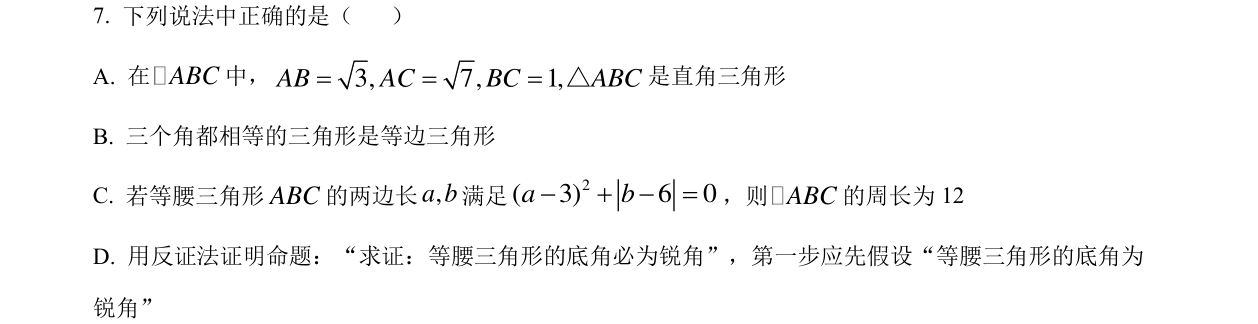 7. 下列说法中正确的是（ ）
A. 在□ABC 中， AB = √3, AC = √7, BC = 1, △ABC 是直角三角形
B. 三个角都相等的三角形是等边三角形
C. 若等腰三角形 ABC 的两边长 a,b 满足 (a−3)² + |b−6| = 0 ，则□ABC 的周长为 12
D. 用反证法证明命题：“求证：等腰三角形的底角必为锐角”，第一步应先假设“等腰三角形的底角为
锐角”